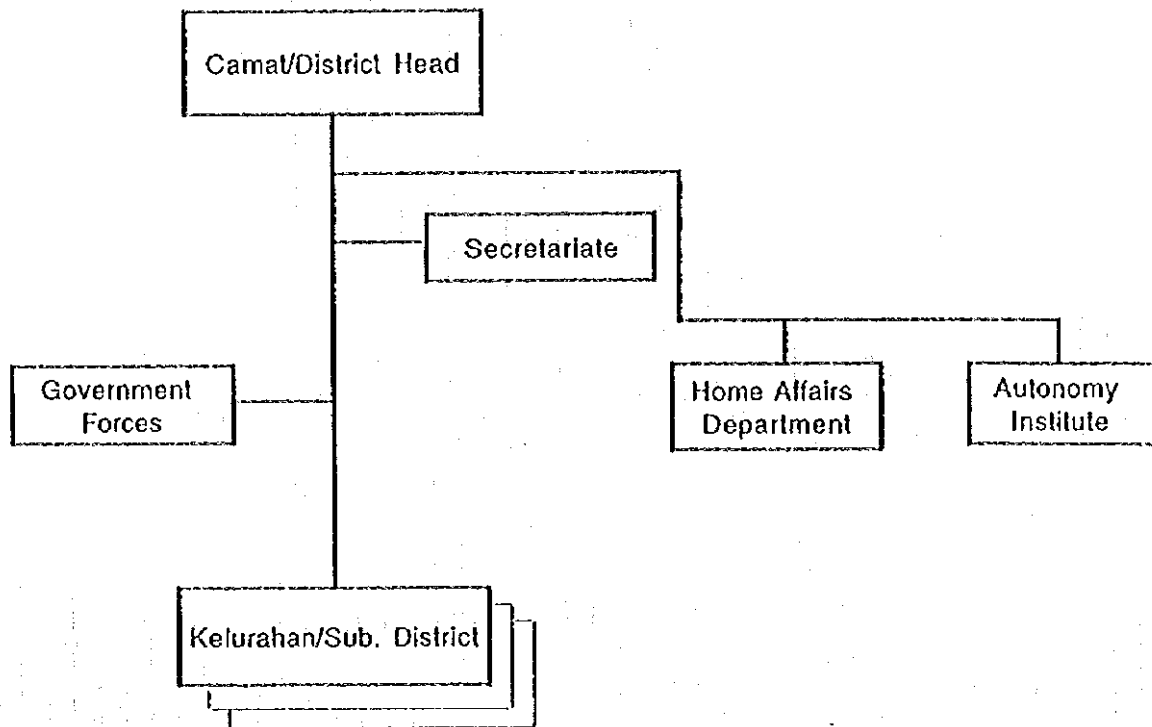 Camat/District Head
Secretariate
Government
Forces
Home Affairs
Department
Autonomy
Institute
Kelurahan/Sub. District